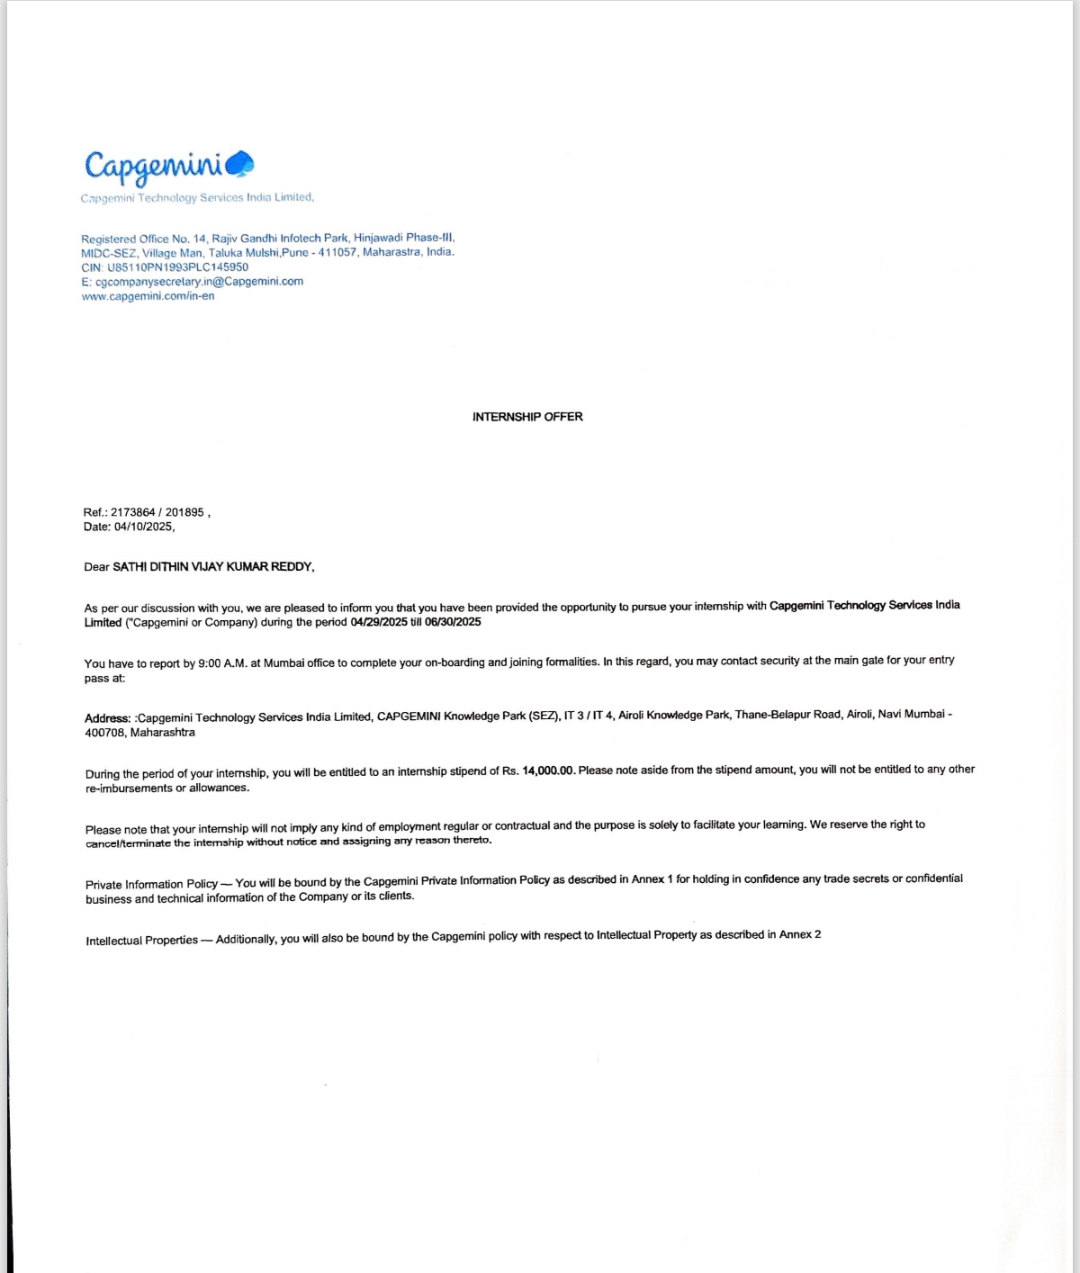 Capgemini
Capgemini Technology Services India Limited,
Registered Office No. 14, Rajiv Gandhi Infotech Park, Hinjawadi Phase-III,
MIDC-SEZ, Village Man, Taluka Mulshi,Pune - 411057, Maharastra, India.
CIN: U85110PN1993PLC145950
E: cgcompanysecretary.in@Capgemini.com
www.capgemini.com/in-en
INTERNSHIP OFFER
Ref.: 2173864 / 201895 ,
Date: 04/10/2025,
Dear SATHI DITHIN VIJAY KUMAR REDDY,
As per our discussion with you, we are pleased to inform you that you have been provided the opportunity to pursue your internship with Capgemini Technology Services India
Limited ("Capgemini or Company) during the period 04/29/2025 till 06/30/2025
You have to report by 9:00 A.M. at Mumbai office to complete your on-boarding and joining formalities. In this regard, you may contact security at the main gate for your entry
pass at:
Address: :Capgemini Technology Services India Limited, CAPGEMINI Knowledge Park (SEZ), IT 3 / IT 4, Airoli Knowledge Park, Thane-Belapur Road, Airoli, Navi Mumbai -
400708, Maharashtra
During the period of your internship, you will be entitled to an internship stipend of Rs. 14,000.00. Please note aside from the stipend amount, you will not be entitled to any other
re-imbursements or allowances.
Please note that your internship will not imply any kind of employment regular or contractual and the purpose is solely to facilitate your learning. We reserve the right to
cancel/terminate the internship without notice and assigning any reason thereto.
Private Information Policy — You will be bound by the Capgemini Private Information Policy as described in Annex 1 for holding in confidence any trade secrets or confidential
business and technical information of the Company or its clients.
Intellectual Properties — Additionally, you will also be bound by the Capgemini policy with respect to Intellectual Property as described in Annex 2